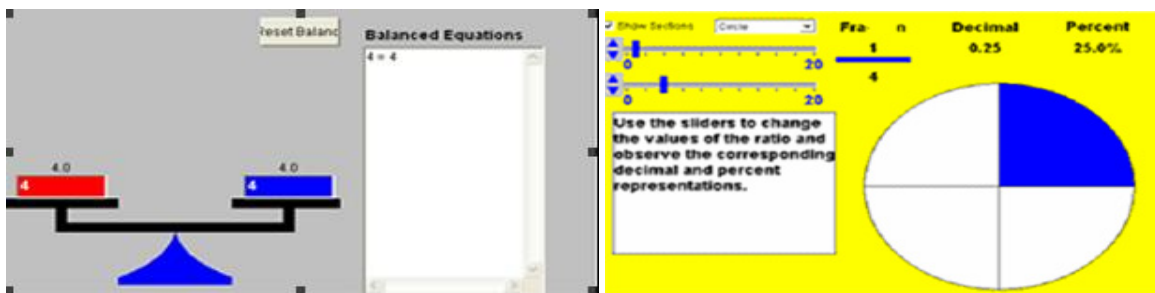 Reset Balanc
Balanced Equations
4 = 4
4.0
4.0
4
4
Show Sections
Circle
0
20
0
20
Fra- n
Decimal
Percent
1
4
0.25
25.0%
Use the sliders to change
the values of the ratio and
observe the corresponding
decimal and percent
representations.